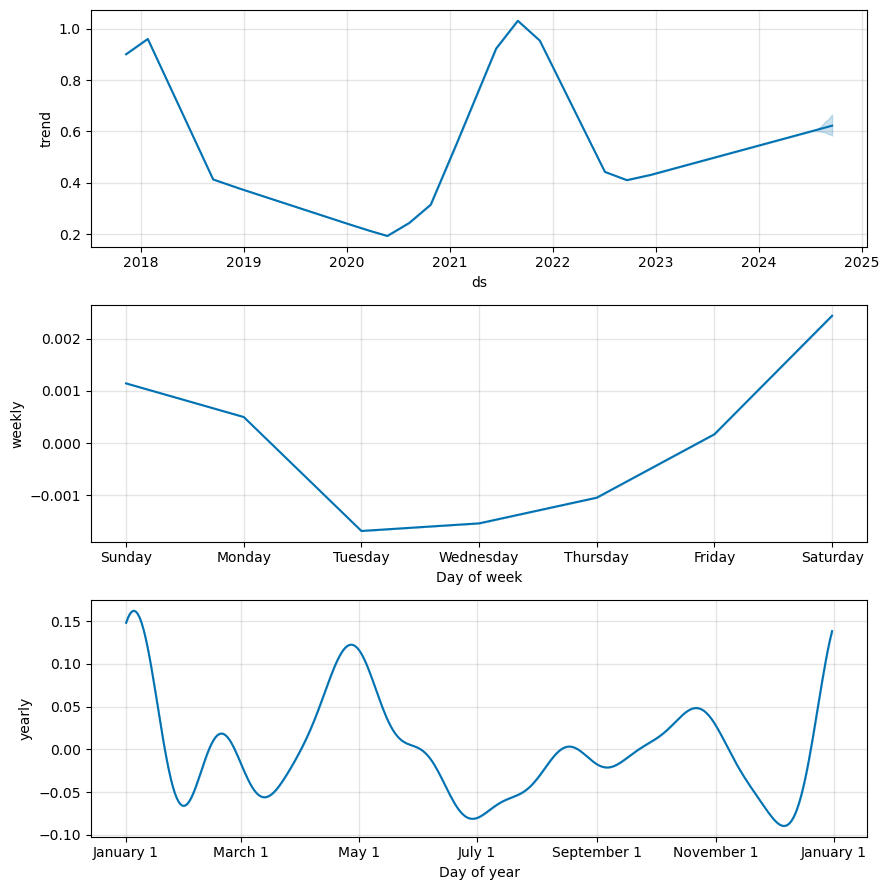 1.0
0.8
0.6
0.4
0.2
trend
2018 2019 2020 2021 2022 2023 2024 2025
ds
0.002
0.001
0.000
−0.001
weekly
Sunday Monday Tuesday Wednesday Thursday Friday Saturday
Day of week
0.15
0.10
0.05
0.00
−0.05
−0.10
yearly
January 1 March 1 May 1 July 1 September 1 November 1 January 1
Day of year